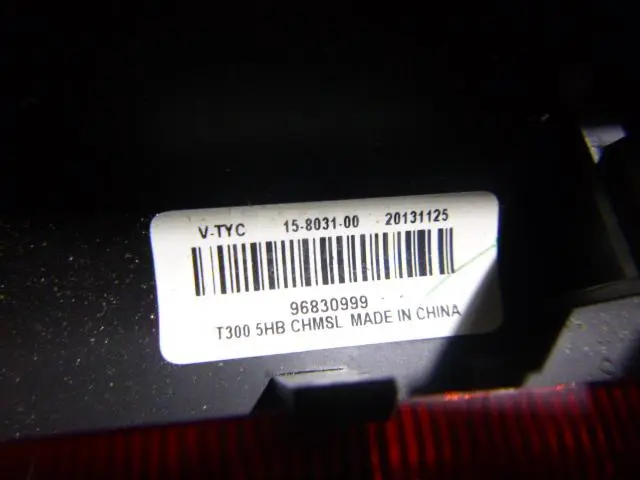 V-TYC 15-8031-00 20131125
96830999
T300 5HB CHMSL MADE IN CHINA